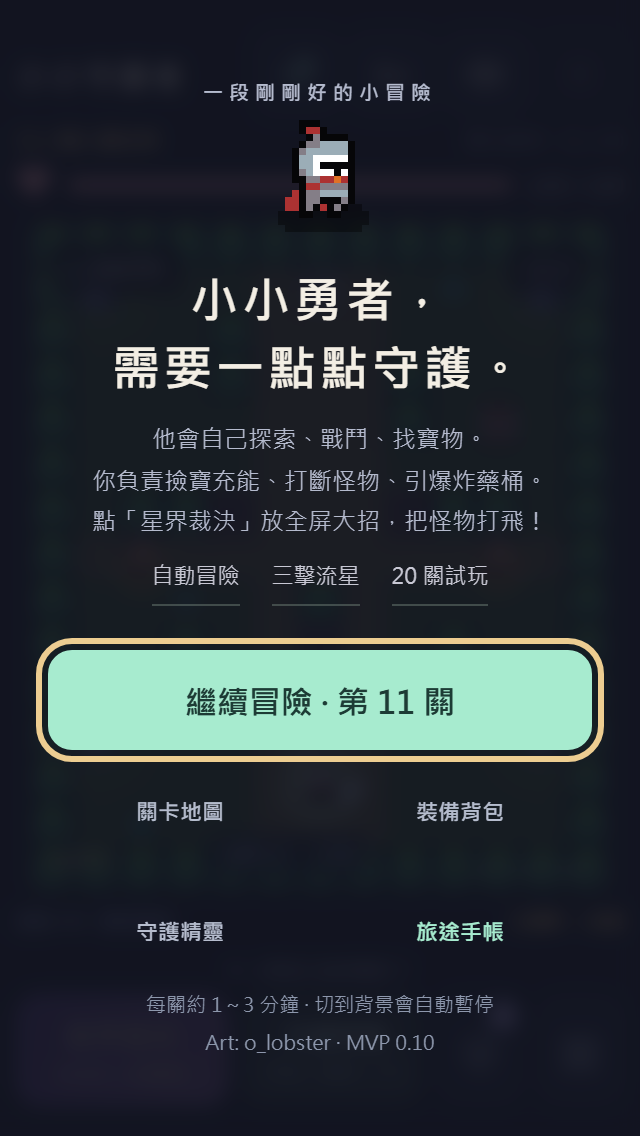 一段剛剛好的小冒險
小小勇者，
需要一點點守護。
他會自己探索、戰鬥、找寶物。
你負責撿寶充能、打斷怪物、引爆炸藥桶。
點「星界裁決」放全屏大招，把怪物打飛！
自動冒險 三擊流星 20 關試玩
繼續冒險 · 第 11 關
關卡地圖 裝備背包
守護精靈 旅途手帳
每關約 1～3 分鐘 · 切到背景會自動暫停
Art: o_lobster · MVP 0.10